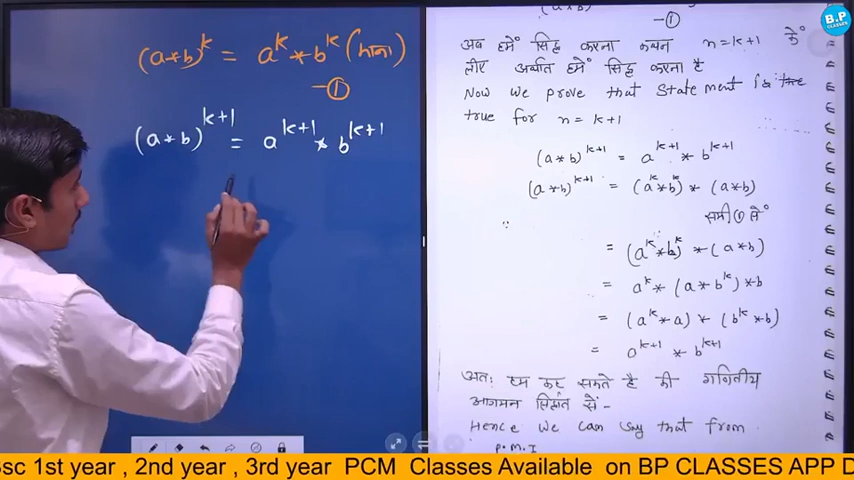 (a*b)^k = a^k * b^k (माना)
—①
(a*b)^k+1 = a^k+1 * b^k+1
—①
अब हमें सिद्ध करना कथन n=k+1 के
लीए अर्थात हमें सिद्ध करना है
Now we prove that Statement is true
true for n = k+1
(a*b)^k+1 = a^k+1 * b^k+1
(a*b)^k+1 = (a^k*b^k) * (a*b)
समी① से
= (a^k*b^k) * (a*b)
= a^k * (a*b^k) * b
= (a^k*a) * (b^k*b)
= a^k+1 * b^k+1
अतः हम कह सकते है की गणितीय
आगमन सिद्धांत से-
Hence we can say that from
P.M.I
B.P
CLASSES
Bsc 1st year , 2nd year , 3rd year PCM Classes Available on BP CLASSES APP D